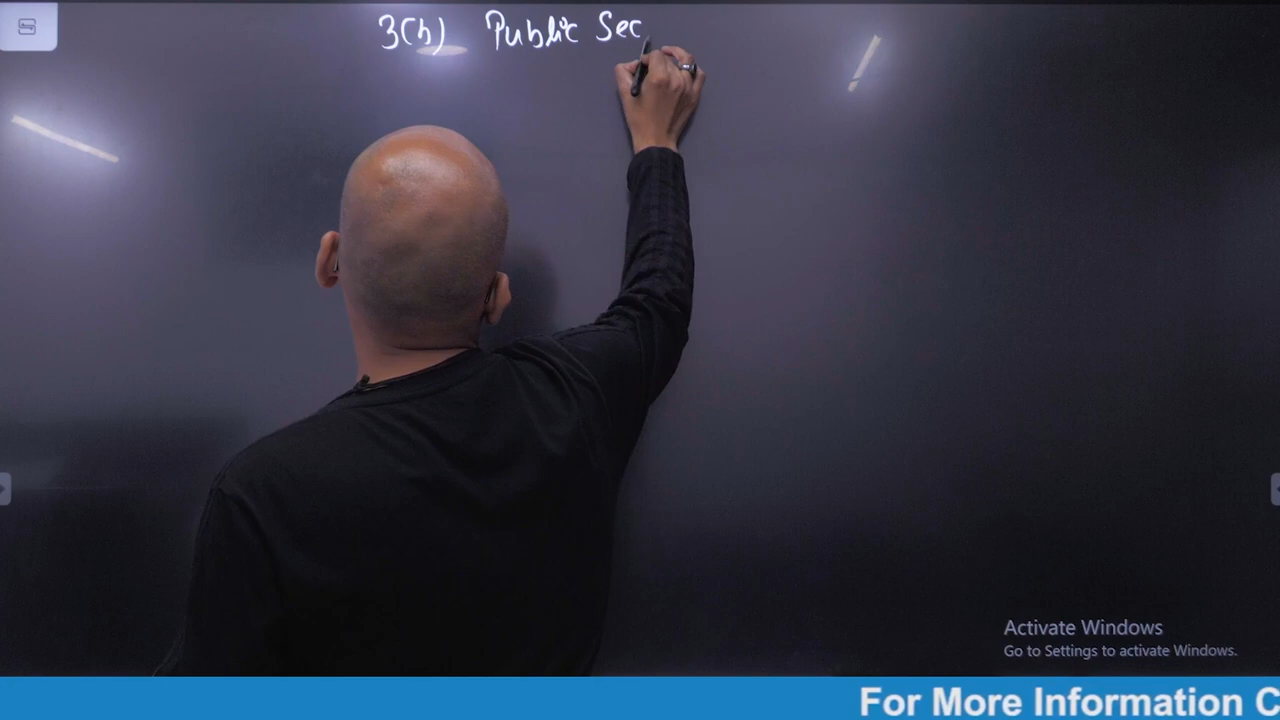 3(h) Public Sec
Activate Windows
Go to Settings to activate Windows.
For More Information C